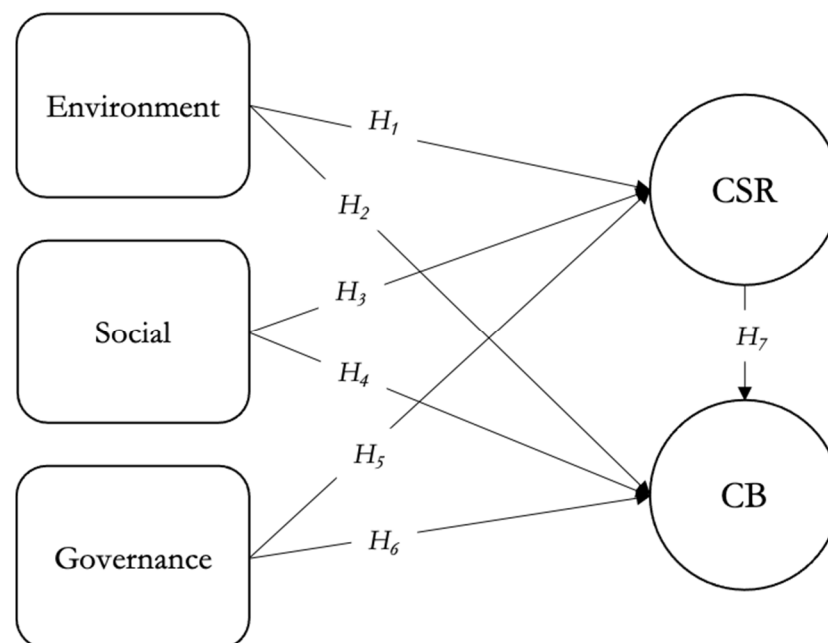 Environment
H₁
CSR
H₂
H₃
Social
H₇
H₄
H₅
CB
H₆
Governance